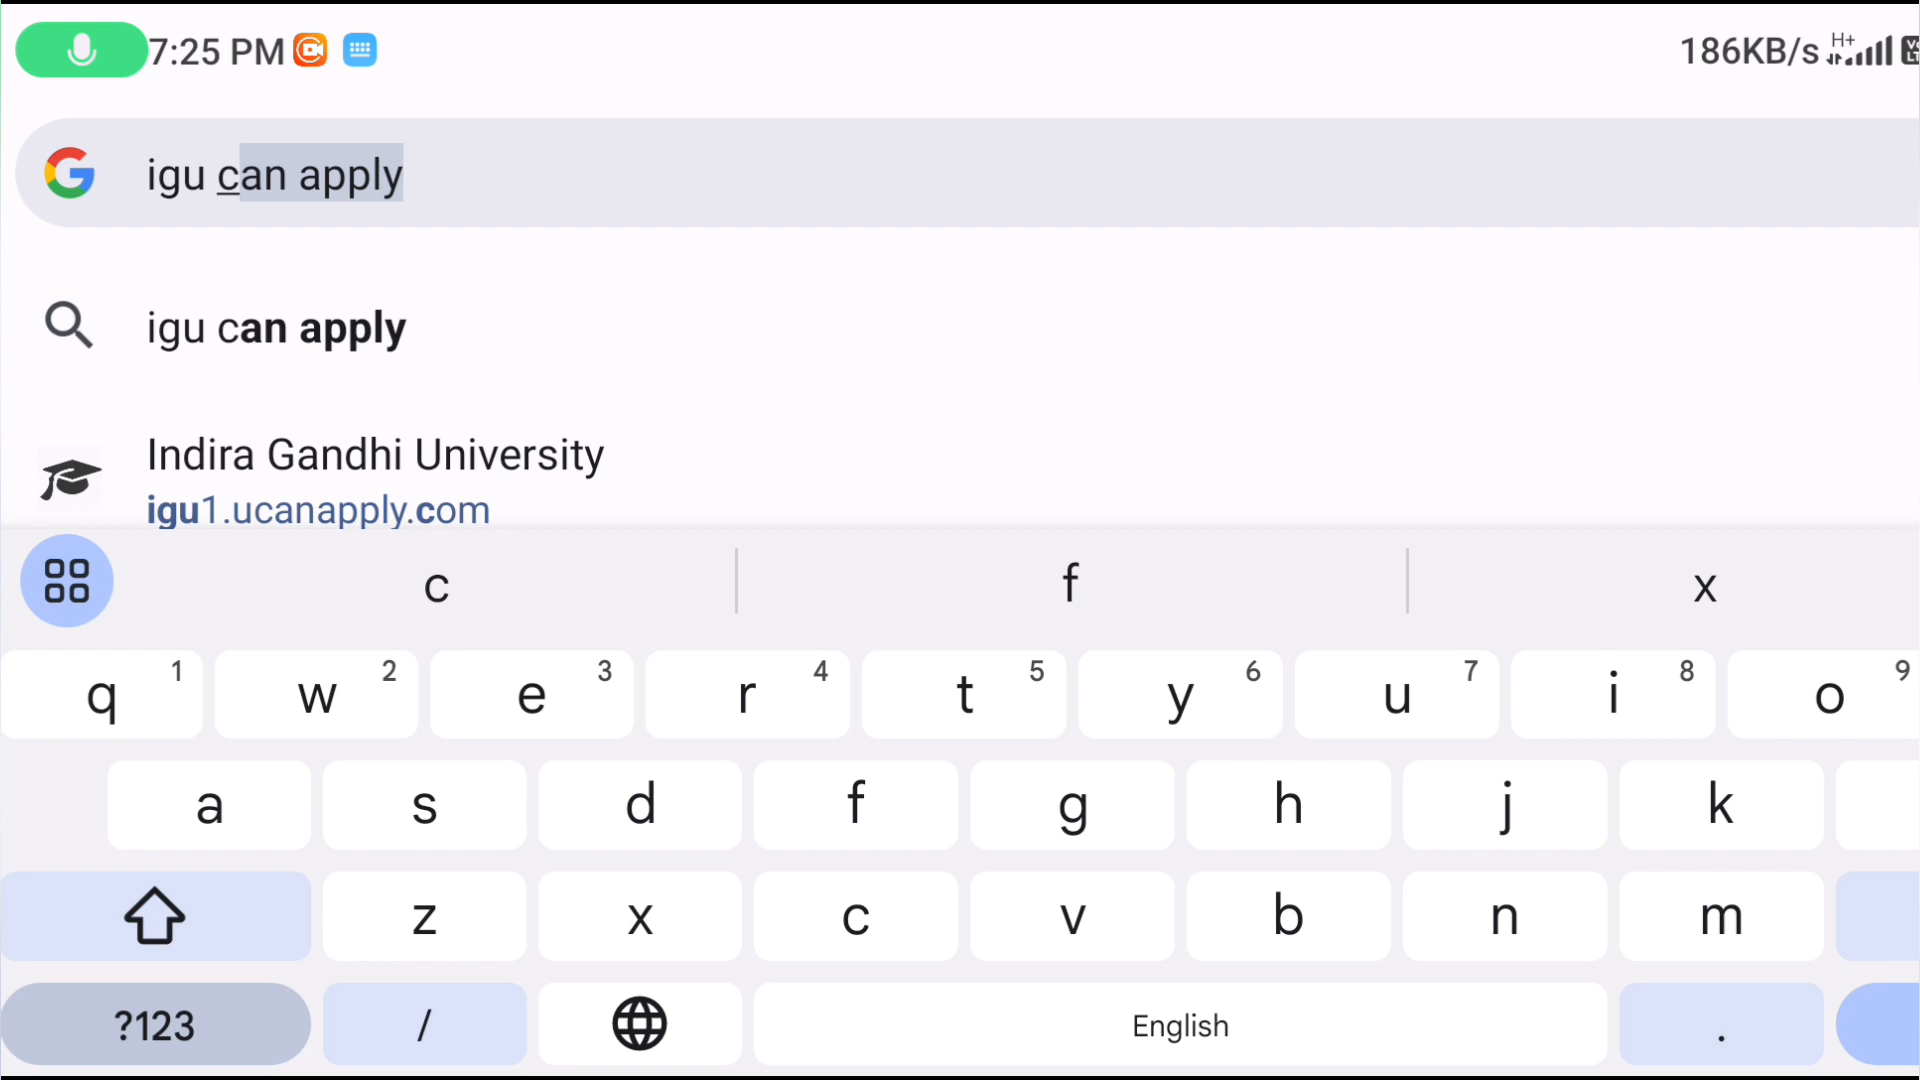 7:25 PM
186KB/s H+
igu can apply
igu can apply
Indira Gandhi University
igu1.ucanapply.com
c f x
q 1 w 2 e 3 r 4 t 5 y 6 u 7 i 8 o 9
a s d f g h j k
z x c v b n m
?123 / English .